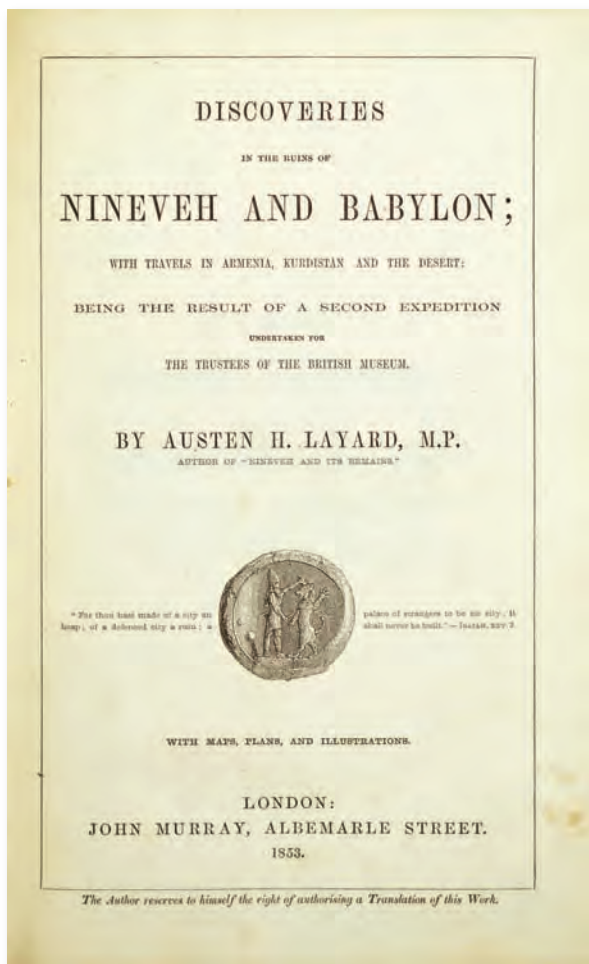 DISCOVERIES
IN THE RUINS OF
NINEVEH AND BABYLON;
WITH TRAVELS IN ARMENIA, KURDISTAN AND THE DESERT:
BEING THE RESULT OF A SECOND EXPEDITION
UNDERTAKEN FOR
THE TRUSTEES OF THE BRITISH MUSEUM.
BY AUSTEN H. LAYARD, M.P.
AUTHOR OF "NINEVEH AND ITS REMAINS."
"For thou hast made of a city an
heap; of a defenced city a ruin; a
palace of strangers to be no city; it
shall never be built."—ISAIAH, xxv. 2.
WITH MAPS, PLANS, AND ILLUSTRATIONS.
LONDON:
JOHN MURRAY, ALBEMARLE STREET.
1853.
The Author reserves to himself the right of authorising a Translation of this Work.